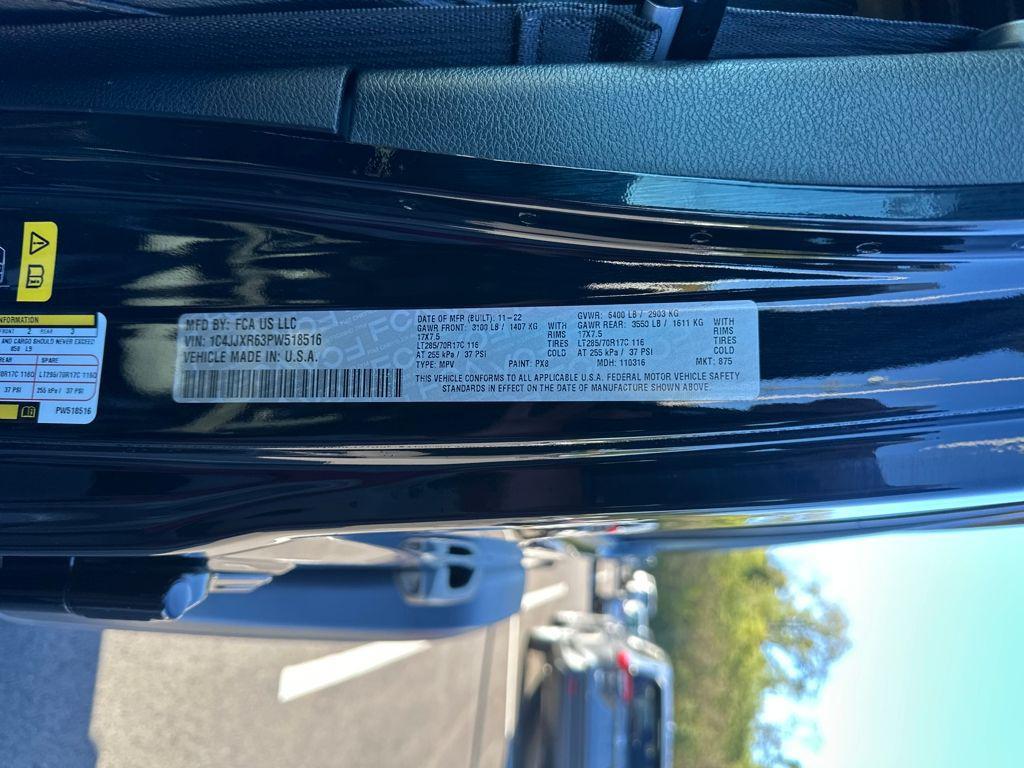 MFD BY: FCA US LLC
VIN: 1C4JJXR63PW518516
VEHICLE MADE IN: U.S.A.
DATE OF MFR (BUILT): 11-22
GAWR FRONT: 3100 LB / 1407 KG WITH
17X7.5 RIMS
LT285/70R17C 116 TIRES
AT 255 kPa / 37 PSI COLD
TYPE: MPV
PAINT: PX8
GVWR: 5400 LB / 2903 KG
GAWR REAR: 3550 LB / 1611 KG WITH
17X7.5 RIMS
LT285/70R17C 116 TIRES
AT 255 kPa / 37 PSI COLD
MDH: 110316
MKT: 875
THIS VEHICLE CONFORMS TO ALL APPLICABLE U.S.A. FEDERAL MOTOR VEHICLE SAFETY
STANDARDS IN EFFECT ON THE DATE OF MANUFACTURE SHOWN ABOVE.
FRONT 2 REAR 3
AND CARGO SHOULD NEVER EXCEED
REAR SPARE
37 PSI 255 kPa / 37 PSI
PW518516